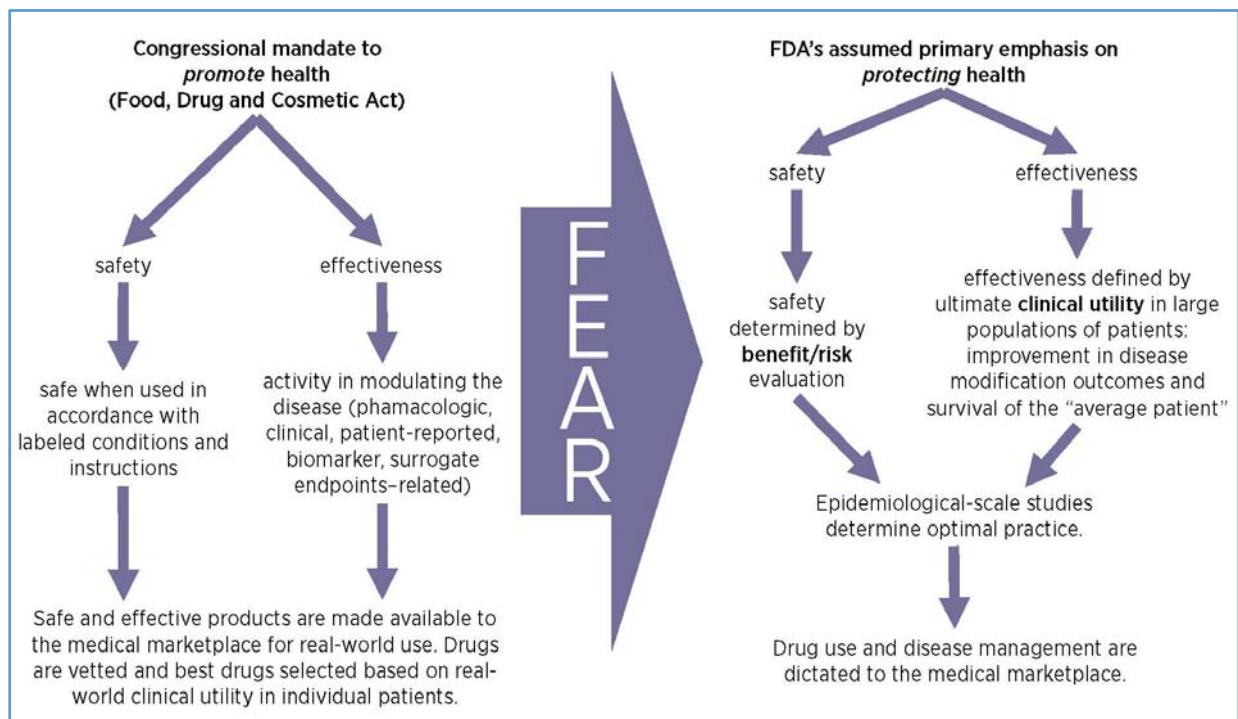 Congressional mandate to
promote health
(Food, Drug and Cosmetic Act)
safety
effectiveness
safe when used in
accordance with
labeled conditions and
instructions
activity in modulating the
disease (phamacologic,
clinical, patient-reported,
biomarker, surrogate
endpoints–related)
Safe and effective products are made available to
the medical marketplace for real-world use. Drugs
are vetted and best drugs selected based on real-
world clinical utility in individual patients.
FEAR
FDA’s assumed primary emphasis on
protecting health
safety
effectiveness
safety
determined by
benefit/risk
evaluation
effectiveness defined by
ultimate clinical utility in large
populations of patients:
improvement in disease
modification outcomes and
survival of the “average patient”
Epidemiological-scale studies
determine optimal practice.
Drug use and disease management are
dictated to the medical marketplace.